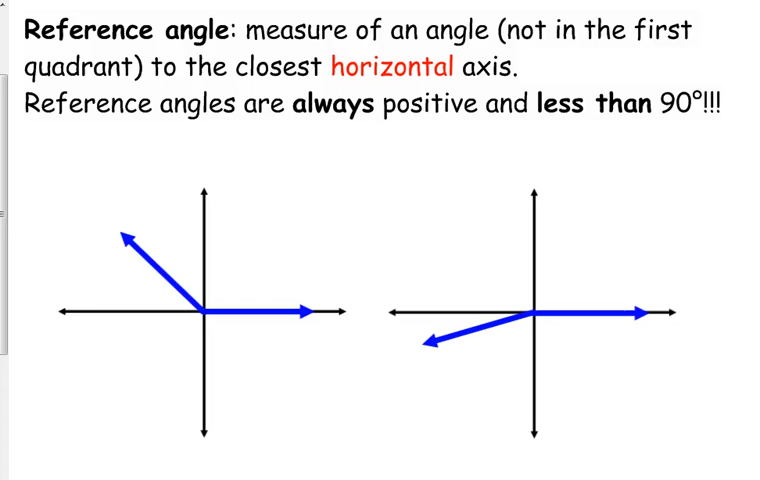 Reference angle: measure of an angle (not in the first
quadrant) to the closest horizontal axis.
Reference angles are always positive and less than 90°!!!